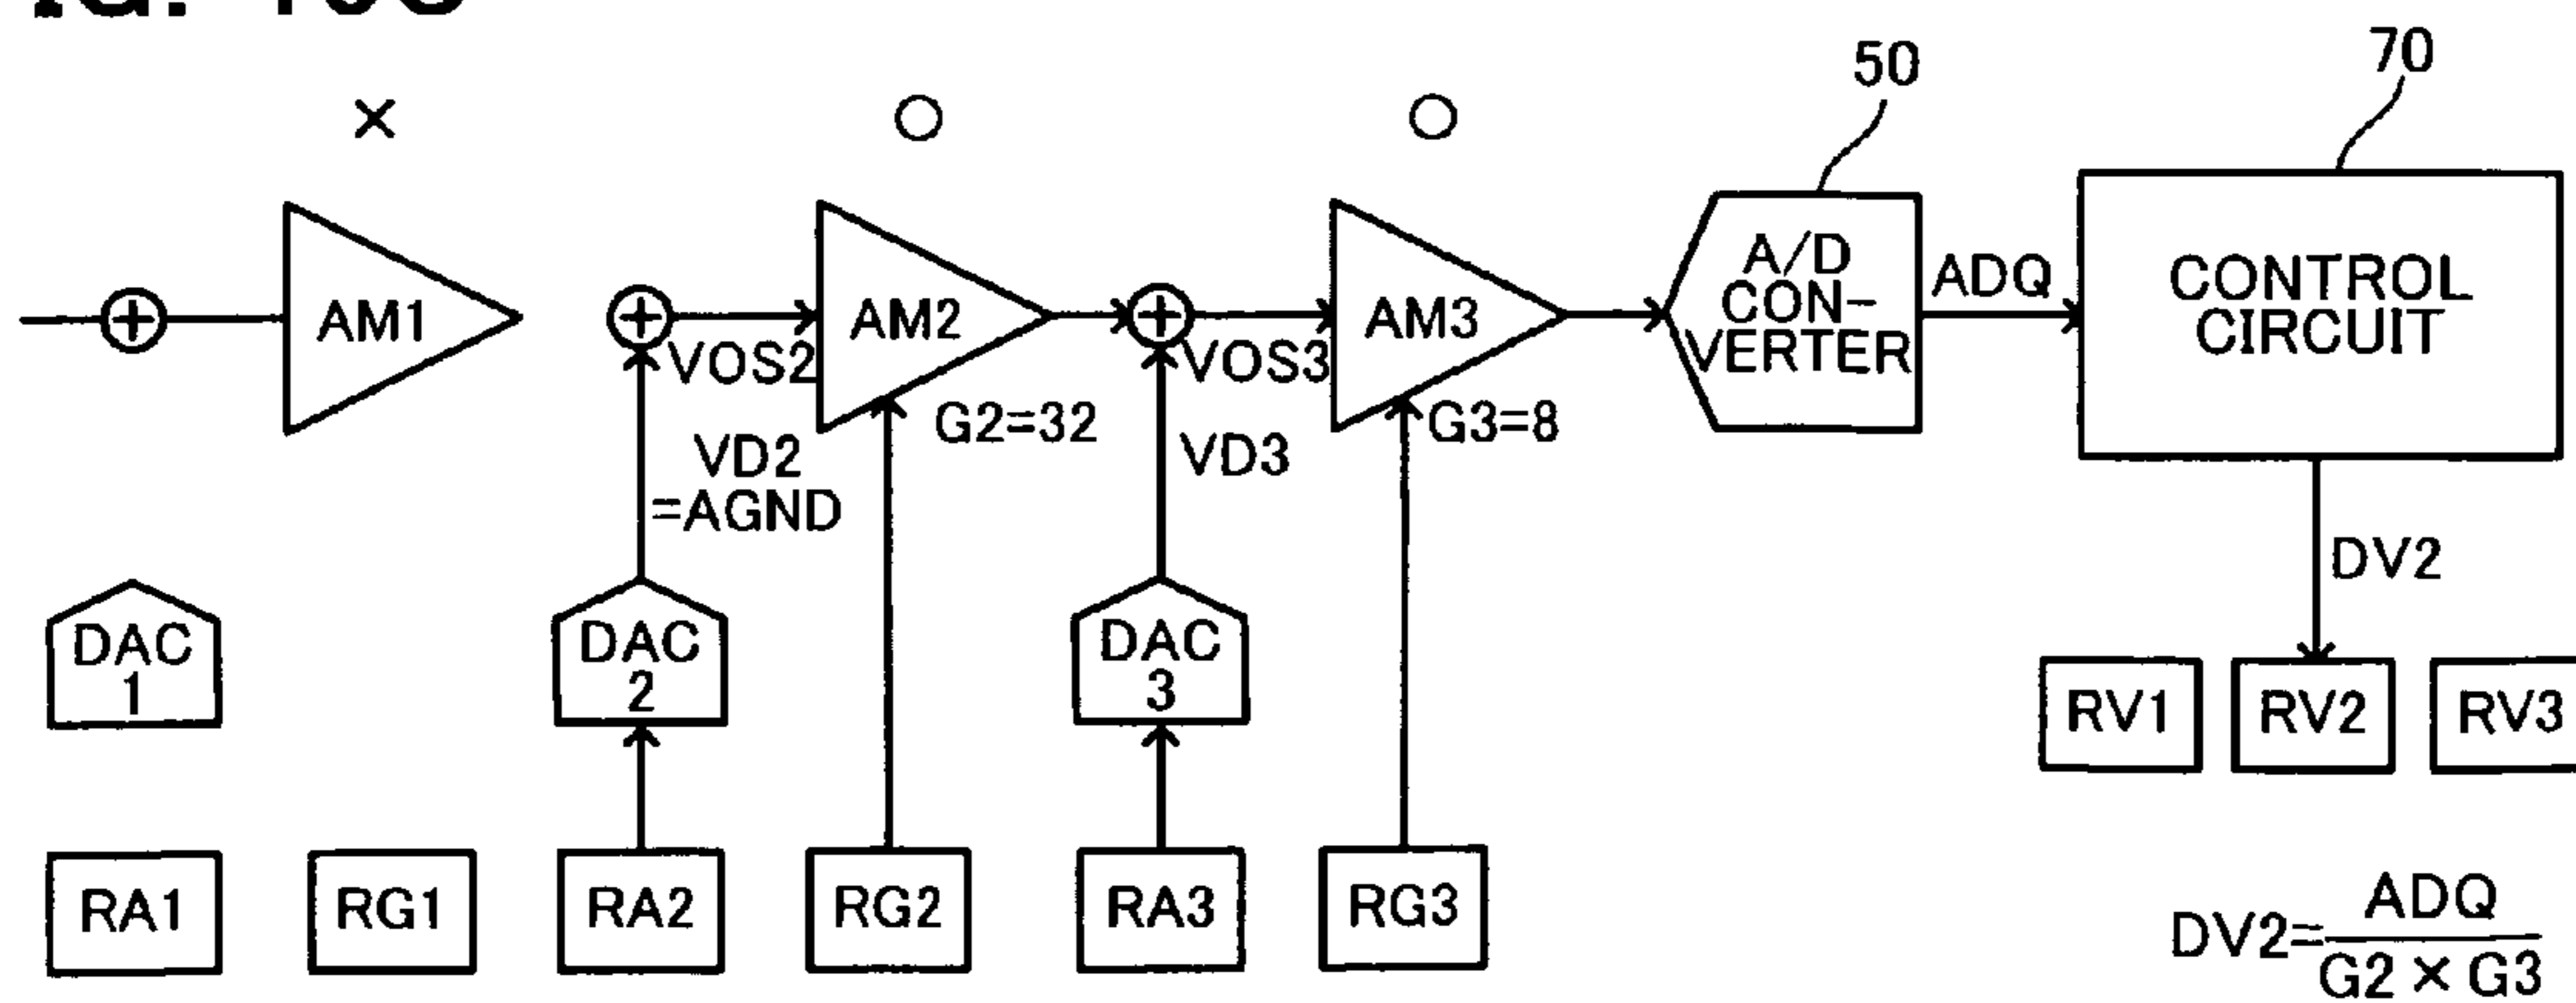 50
70
×
○
○
AM1
AM2
AM3
A/D
CON-
VERTER
ADQ
CONTROL
CIRCUIT
VOS2
VOS3
G2=32
G3=8
VD2
=AGND
VD3
DV2
DAC
1
DAC
2
DAC
3
RV1
RV2
RV3
RA1
RG1
RA2
RG2
RA3
RG3
DV2=ADQ
G2 × G3